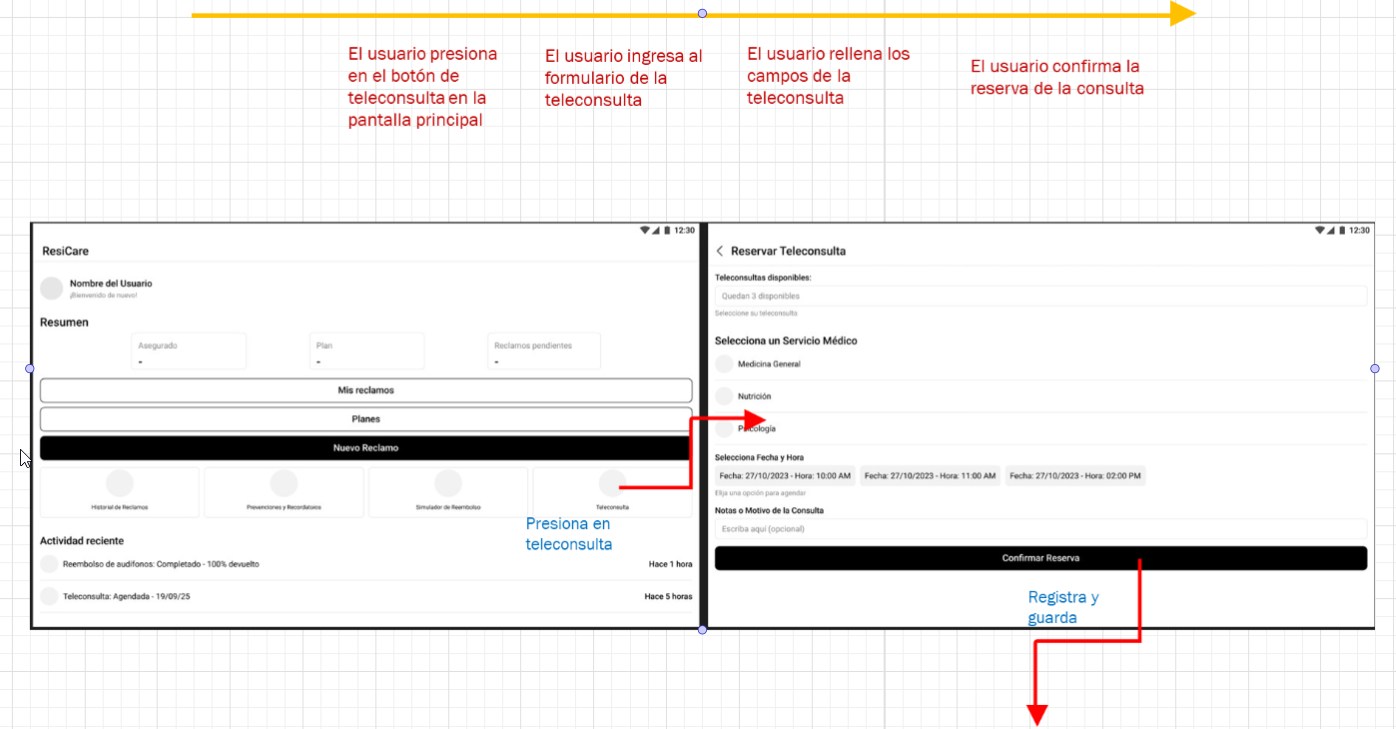 El usuario presiona
en el botón de
teleconsulta en la
pantalla principal
El usuario ingresa al
formulario de la
teleconsulta
El usuario rellena los
campos de la
teleconsulta
El usuario confirma la
reserva de la consulta
12:30
ResiCare
Nombre del Usuario
¡Bienvenido de nuevo!
Resumen
Asegurado
-
Plan
-
Reclamos pendientes
-
Mis reclamos
Planes
Nuevo Reclamo
Historial de Reclamos
Prevenciones y Recordatorios
Simulador de Reembolso
Teleconsulta
Presiona en
teleconsulta
Actividad reciente
Reembolso de audífonos: Completado - 100% devuelto
Hace 1 hora
Teleconsulta: Agendada - 19/09/25
Hace 5 horas
12:30
Reservar Teleconsulta
Teleconsultas disponibles:
Quedan 3 disponibles
Seleccione su teleconsulta
Selecciona un Servicio Médico
Medicina General
Nutrición
Psicología
Selecciona Fecha y Hora
Fecha: 27/10/2023 - Hora: 10:00 AM
Fecha: 27/10/2023 - Hora: 11:00 AM
Fecha: 27/10/2023 - Hora: 02:00 PM
Elija una opción para agendar
Notas o Motivo de la Consulta
Escriba aquí (opcional)
Confirmar Reserva
Registra y
guarda